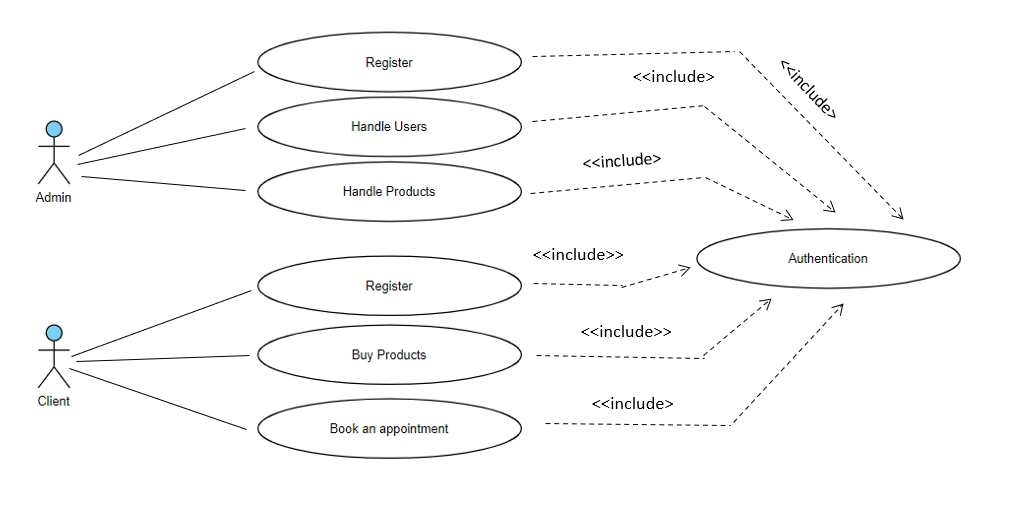 Register
<<include>
<<include>
Handle Users
<<include>
Handle Products
Admin
<<include>>
Authentication
Register
<<include>>
Buy Products
Client
<<include>
Book an appointment